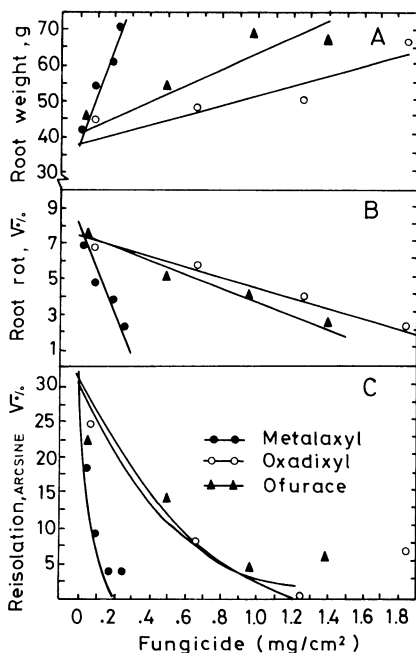 A
Root weight, g
70
60
50
40
30
B
Root rot, √%
9
7
5
3
1
C
Reisolation, ARCSINE √%
30
25
20
15
10
5
Metalaxyl
Oxadixyl
Ofurace
0 .2 .4 .6 .8 1.0 1.2 1.4 1.6 1.8
Fungicide (mg/cm²)